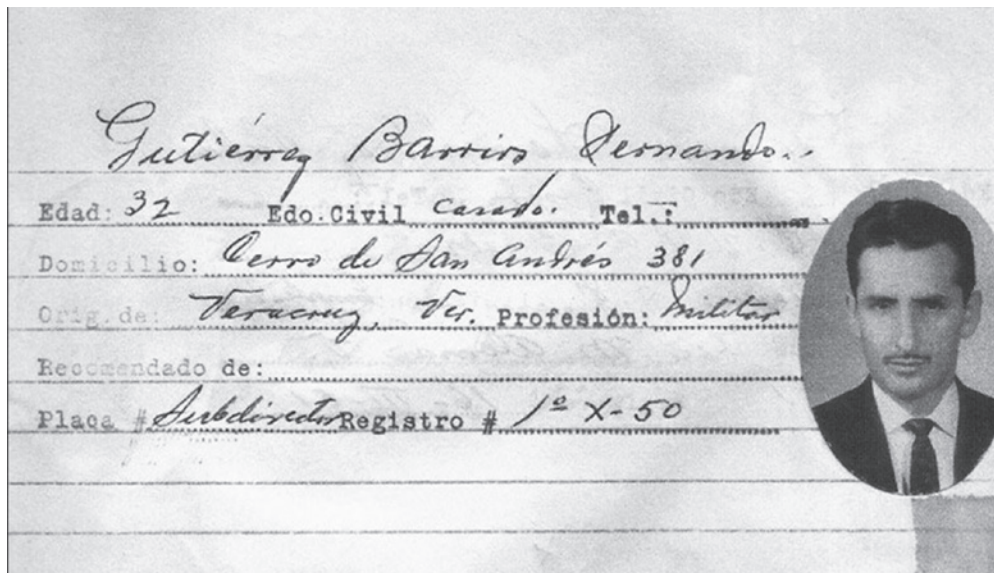 Gutiérrez Barrios Fernando.
Edad: 32 Edo. Civil casado. Tel.:
Domicilio: Cerro de San Andrés 381
Orig. de: Veracruz, Ver. Profesión: Militar
Recomendado de:
Placa # Subdirector Registro # 1º X-50